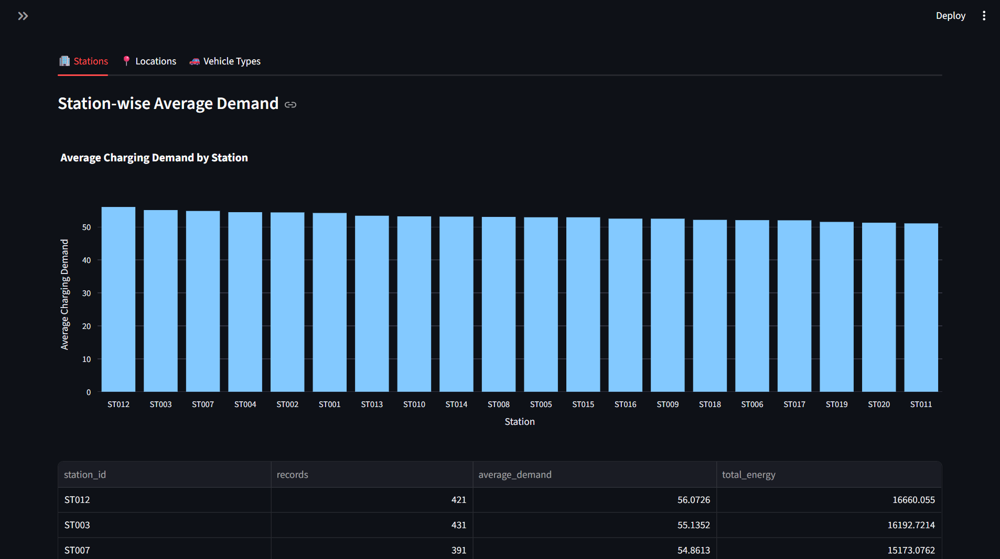 Deploy
Stations Locations Vehicle Types
Station-wise Average Demand
Average Charging Demand by Station
Average Charging Demand
50
40
30
20
10
0
ST012 ST003 ST007 ST004 ST002 ST001 ST013 ST010 ST014 ST008 ST005 ST015 ST016 ST009 ST018 ST006 ST017 ST019 ST020 ST011
Station
station_id records average_demand total_energy
ST012 421 56.0726 16660.055
ST003 431 55.1352 16192.7214
ST007 391 54.8613 15173.0762